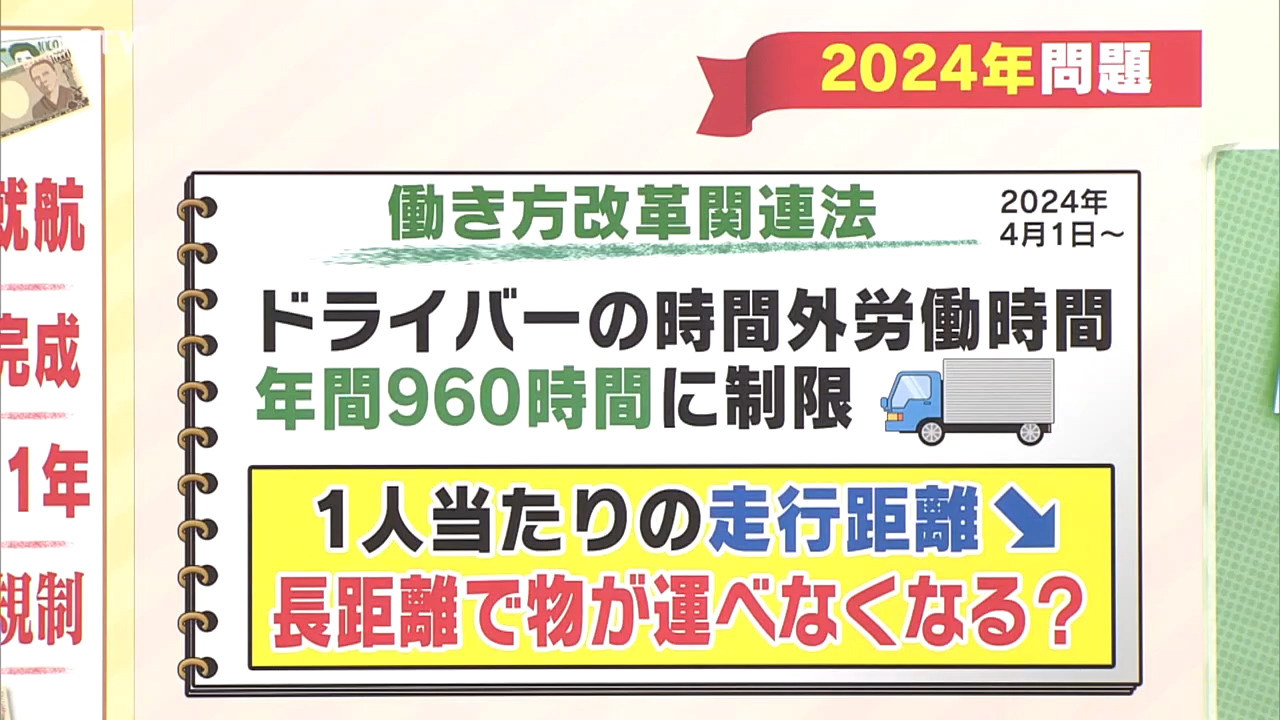 2024年問題
働き方改革関連法
2024年
4月1日～
ドライバーの時間外労働時間
年間960時間に制限
1人当たりの走行距離
長距離で物が運べなくなる？
就航
完成
1年
規制